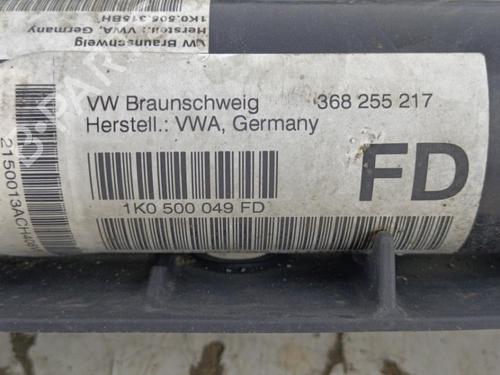 VW Braunschweig
Herstell.: VWA, Germany
1K0.505.315BH
VW Braunschweig 368 255 217
Herstell.: VWA, Germany
FD
1K0 500 049 FD
B-PARTS